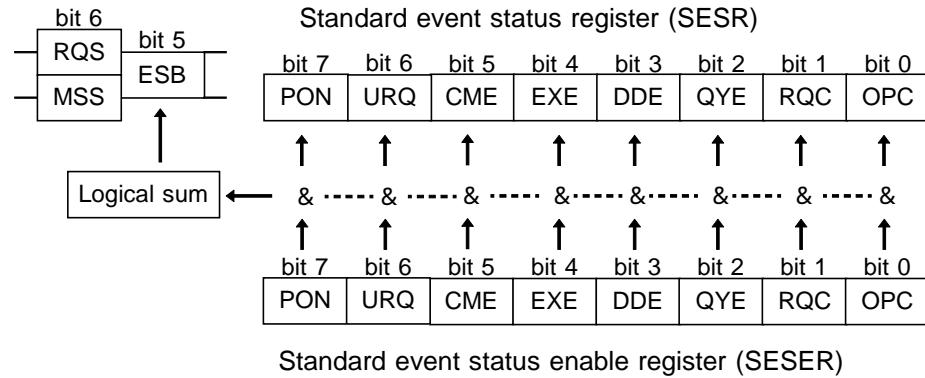 Standard event status register (SESR)
bit 6
bit 5
RQS
MSS
ESB
bit 7 bit 6 bit 5 bit 4 bit 3 bit 2 bit 1 bit 0
PON URQ CME EXE DDE QYE RQC OPC
Logical sum
& & & & & & & &
bit 7 bit 6 bit 5 bit 4 bit 3 bit 2 bit 1 bit 0
PON URQ CME EXE DDE QYE RQC OPC
Standard event status enable register (SESER)